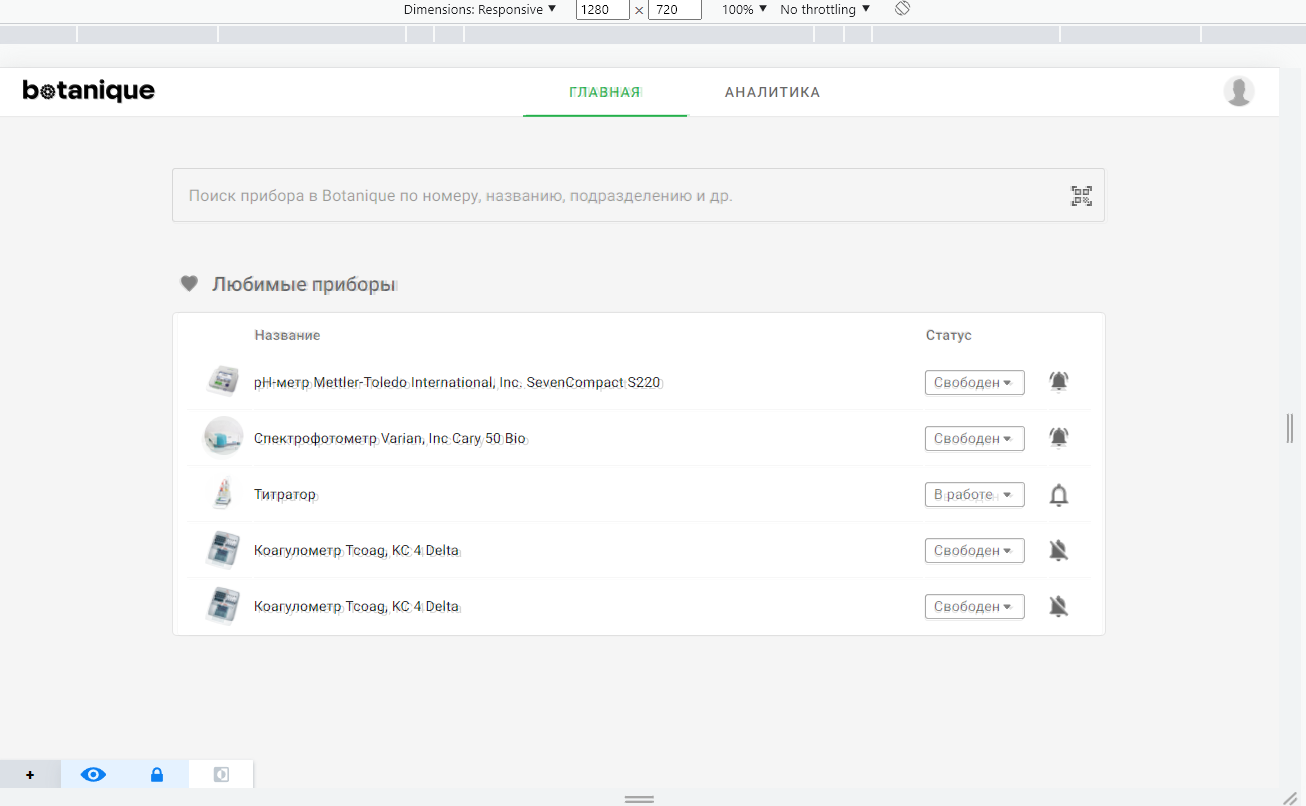 Dimensions: Responsive ▼ 1280 × 720 100% ▼ No throttling ▼
botanique ГЛАВНАЯ АНАЛИТИКА
Поиск прибора в Botanique по номеру, названию, подразделению и др.
Любимые приборы
Название Статус
pH-метр Mettler-Toledo International, Inc. SevenCompact S220 Свободен
Спектрофотометр Varian, Inc Cary 50 Bio Свободен
Титратор В работе
Коагулометр Tcoag, KC 4 Delta Свободен
Коагулометр Tcoag, KC 4 Delta Свободен
+